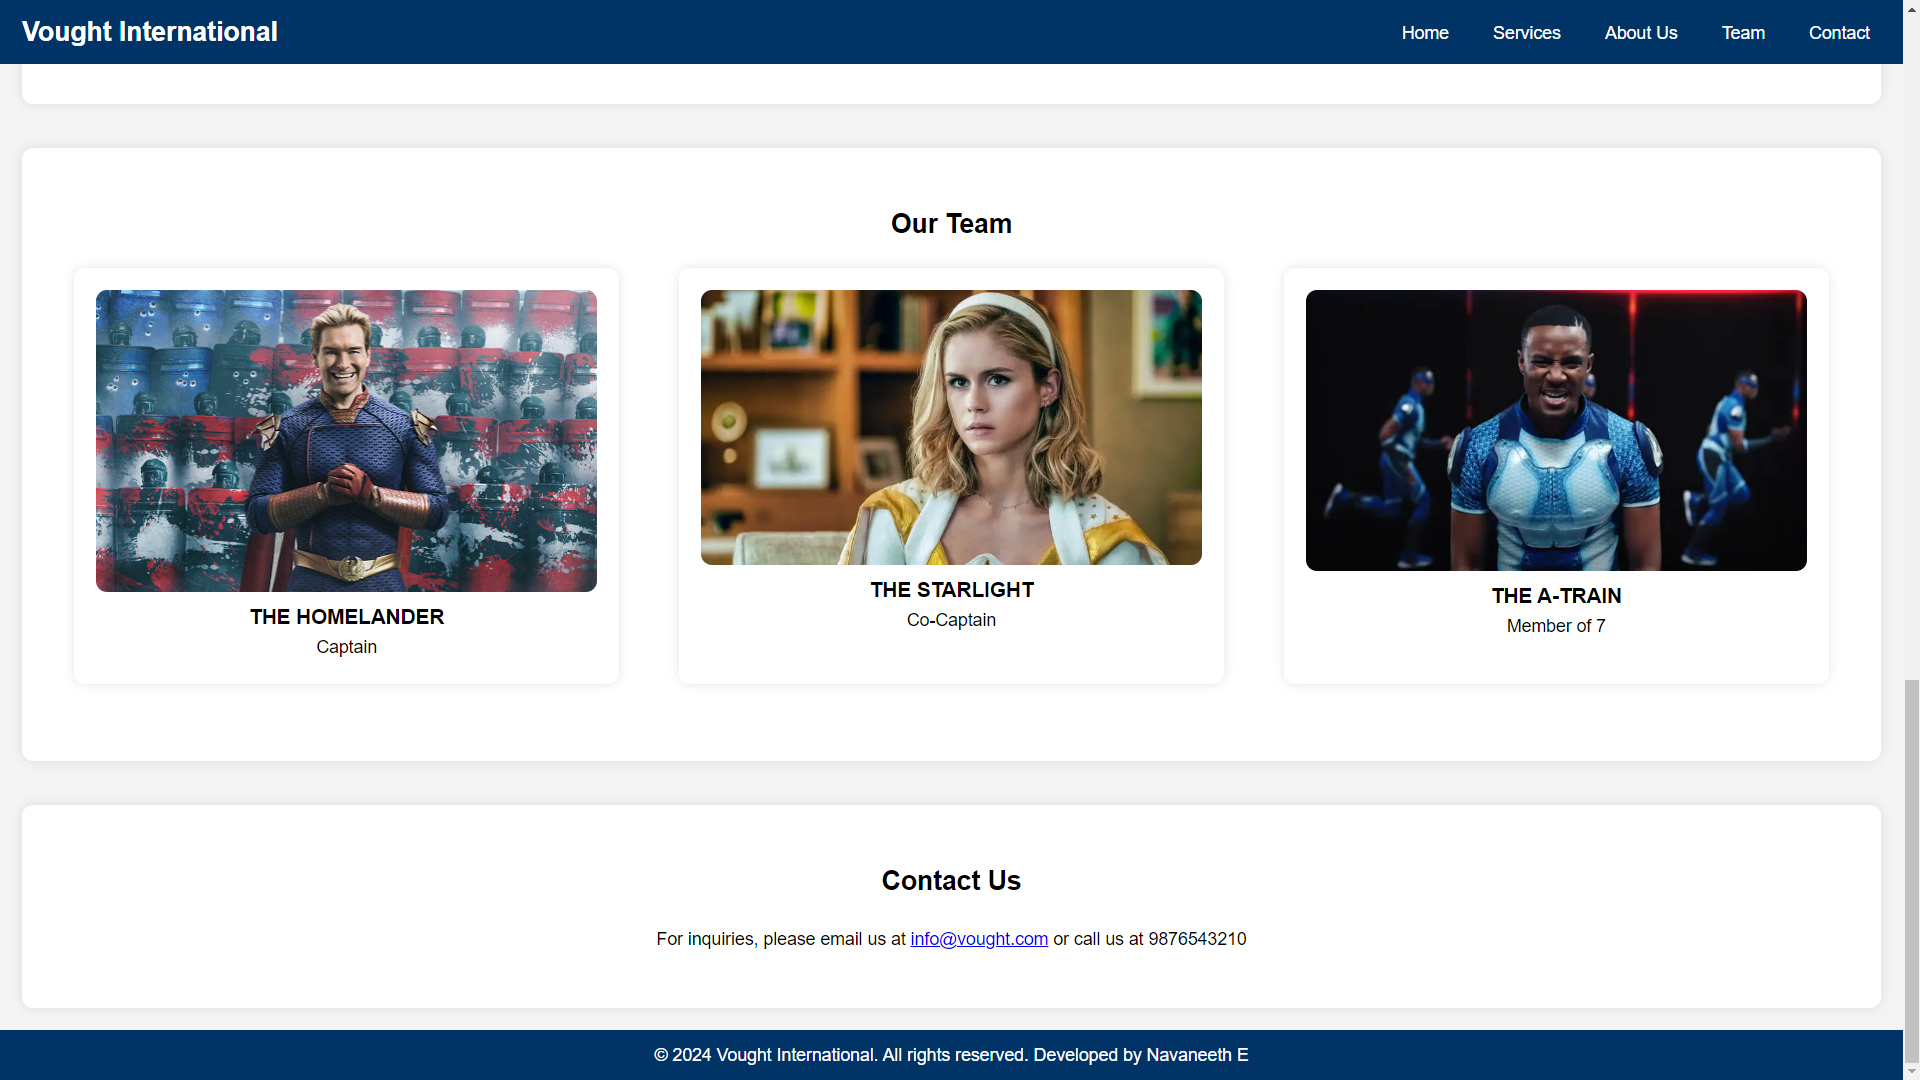 Vought International
Home
Services
About Us
Team
Contact
Our Team
THE HOMELANDER
Captain
THE STARLIGHT
Co-Captain
THE A-TRAIN
Member of 7
Contact Us
For inquiries, please email us at info@vought.com or call us at 9876543210
© 2024 Vought International. All rights reserved. Developed by Navaneeth E